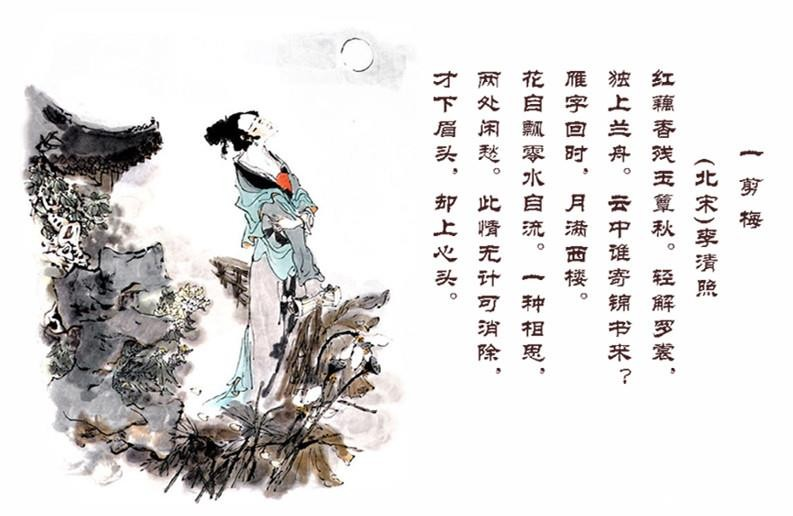 一剪梅
(北宋)李清照
红藕香残玉簟秋。轻解罗裳，
独上兰舟。云中谁寄锦书来？
雁字回时，月满西楼。
花自飘零水自流。一种相思，
两处闲愁。此情无计可消除，
才下眉头，却上心头。